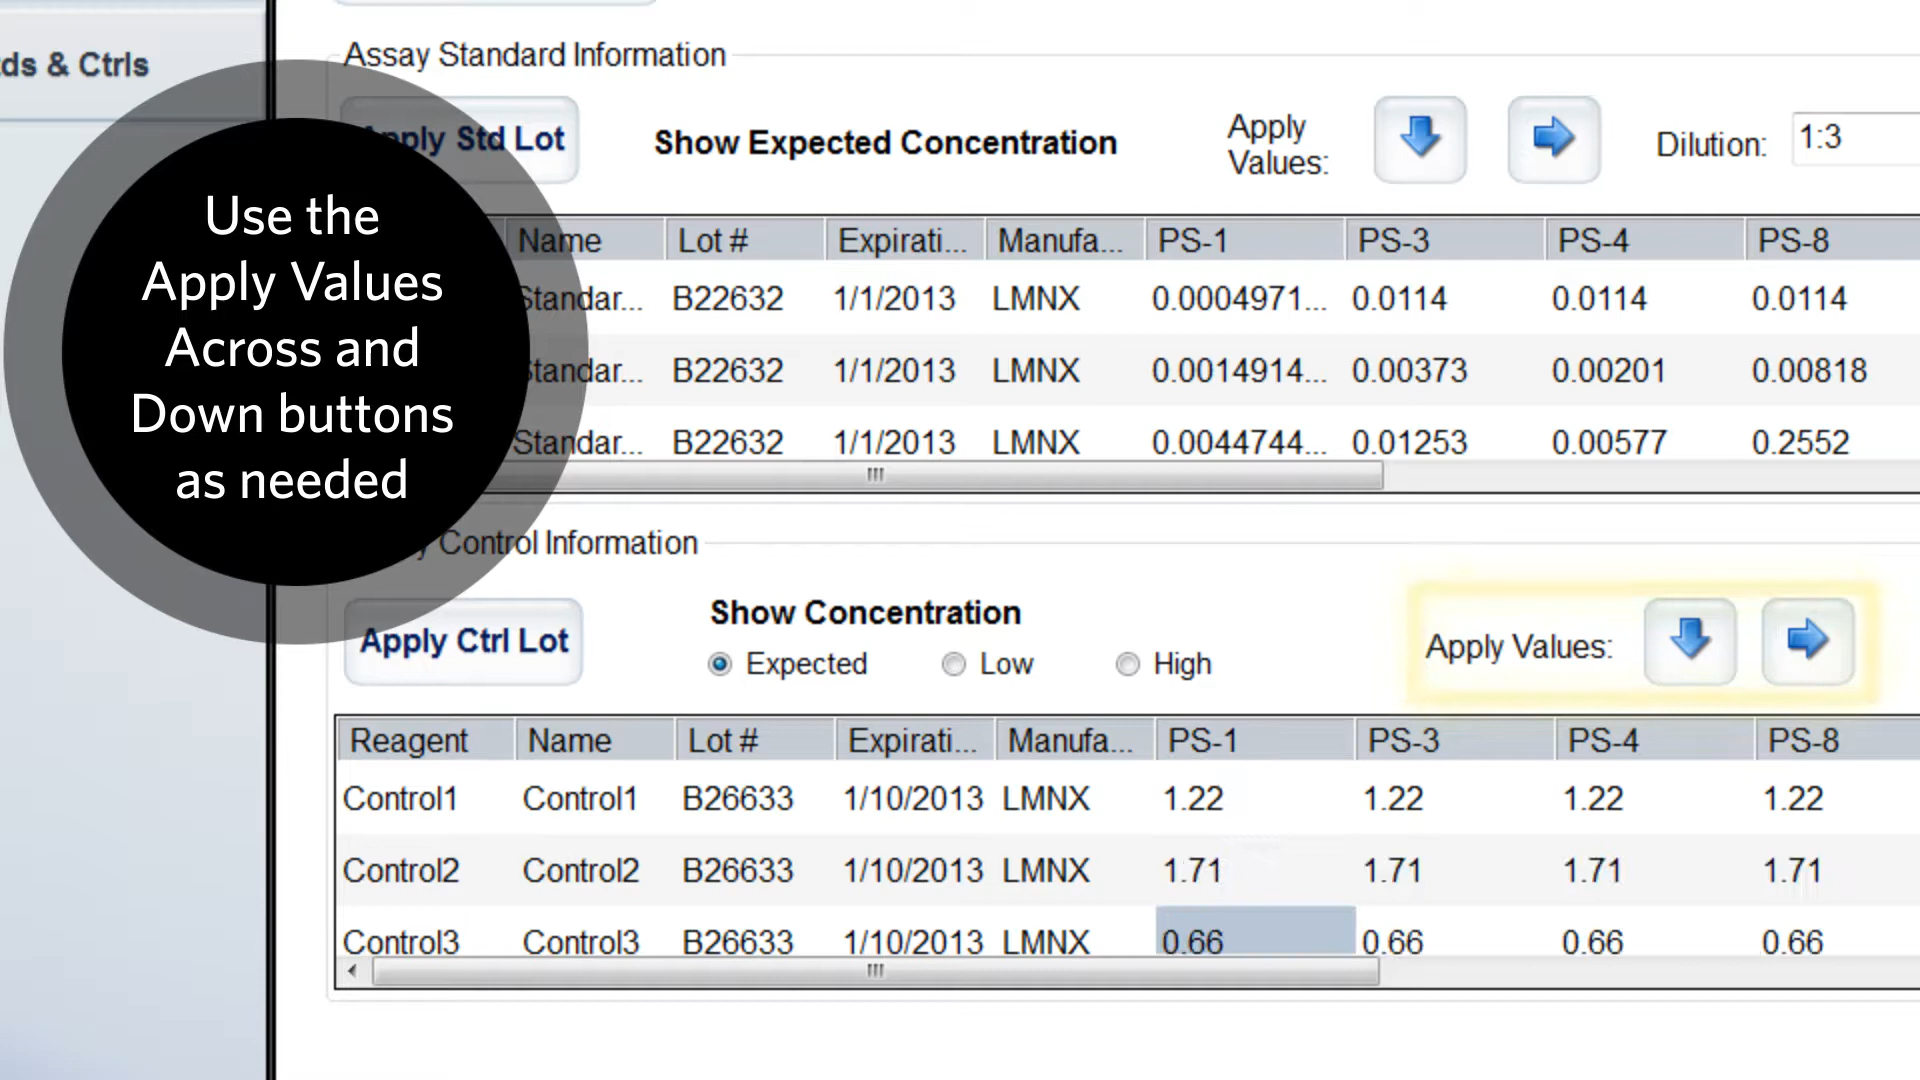 ds & Ctrls
Assay Standard Information
Apply Std Lot
Show Expected Concentration
Apply
Values:
Dilution:
1:3
Use the
Apply Values
Across and
Down buttons
as needed
Name Lot # Expirati... Manufa... PS-1 PS-3 PS-4 PS-8
Standar... B22632 1/1/2013 LMNX 0.0004971... 0.0114 0.0114 0.0114
Standar... B22632 1/1/2013 LMNX 0.0014914... 0.00373 0.00201 0.00818
Standar... B22632 1/1/2013 LMNX 0.0044744... 0.01253 0.00577 0.2552
Control Information
Apply Ctrl Lot
Show Concentration
Expected Low High
Apply Values:
Reagent Name Lot # Expirati... Manufa... PS-1 PS-3 PS-4 PS-8
Control1 Control1 B26633 1/10/2013 LMNX 1.22 1.22 1.22 1.22
Control2 Control2 B26633 1/10/2013 LMNX 1.71 1.71 1.71 1.71
Control3 Control3 B26633 1/10/2013 LMNX 0.66 0.66 0.66 0.66